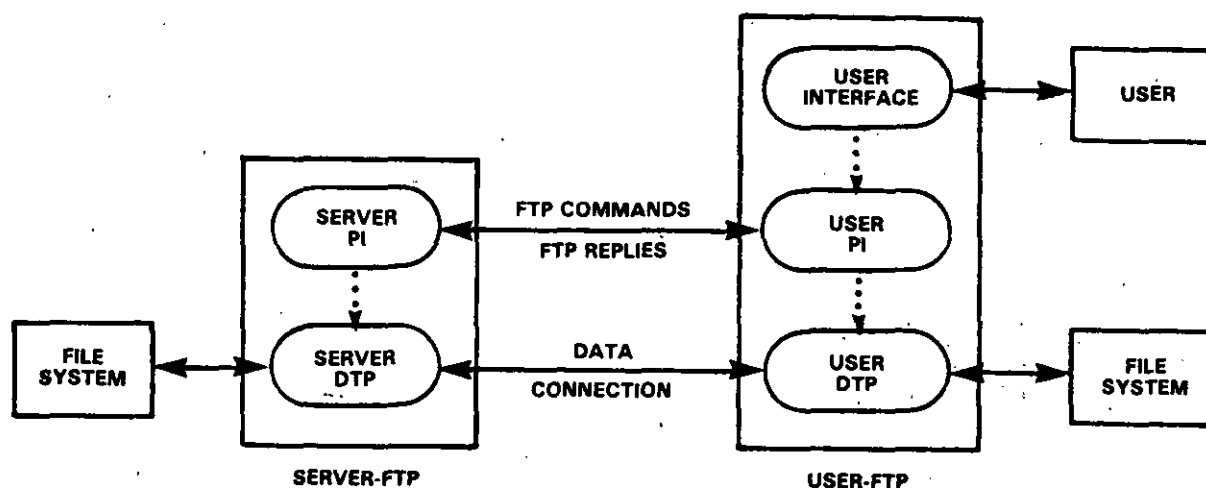 USER
INTERFACE
USER
SERVER
PI
FTP COMMANDS
FTP REPLIES
USER
PI
FILE
SYSTEM
SERVER
DTP
DATA
CONNECTION
USER
DTP
FILE
SYSTEM
SERVER-FTP
USER-FTP